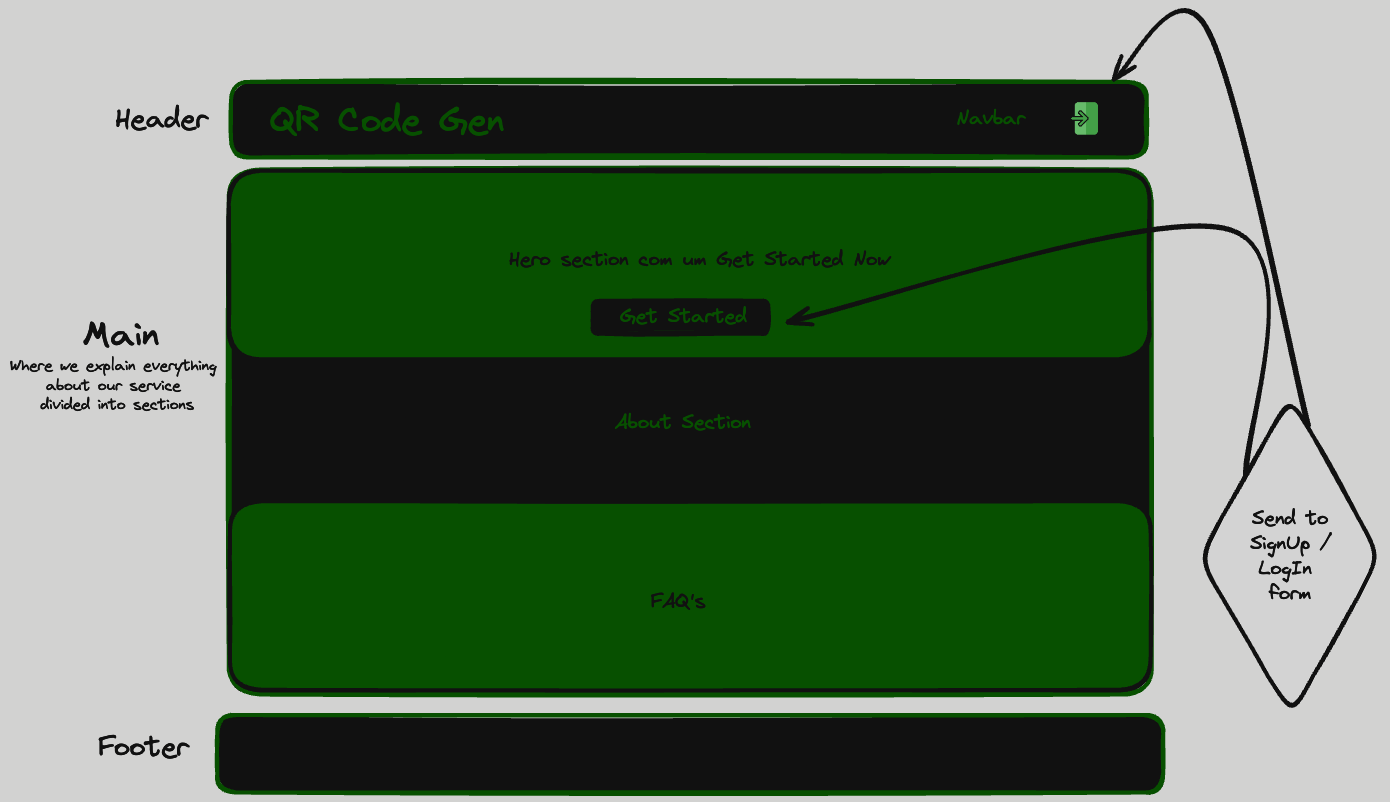 Header
QR Code Gen
Navbar
Hero section com um Get Started Now
Get Started
Main
Where we explain everything
about our service
divided into sections
About Section
Send to
SignUp /
LogIn
form
FAQ's
Footer